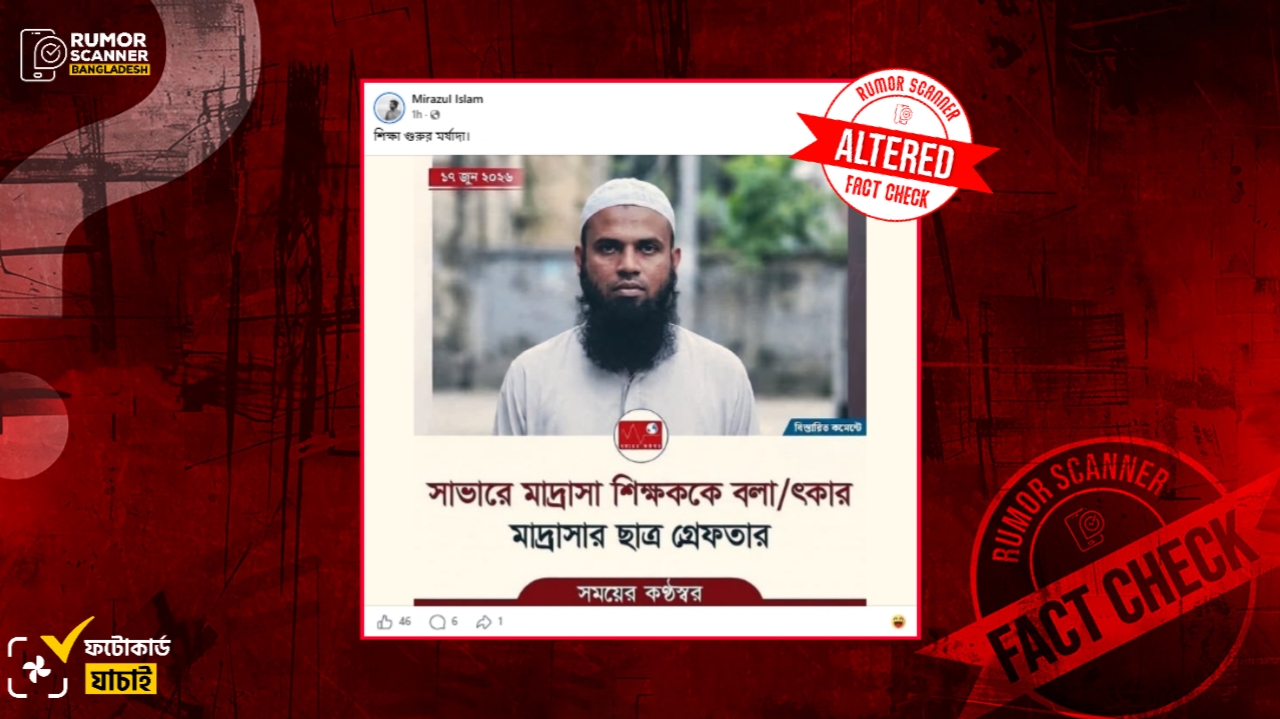 RUMOR
SCANNER
BANGLADESH
Mirazul Islam
1h
শিক্ষা গুরুর মর্যাদা।
RUMOR SCANNER
ALTERED
FACT CHECK
১৭ জুন ২০২৬
বিস্তারিত কমেন্টে
সাভারে মাদ্রাসা শিক্ষককে বলা/ৎকার
মাদ্রাসার ছাত্র গ্রেফতার
সময়ের কণ্ঠস্বর
46
6
1
RUMOR SCANNER
FACT CHECK
ফটোকার্ড
যাচাই